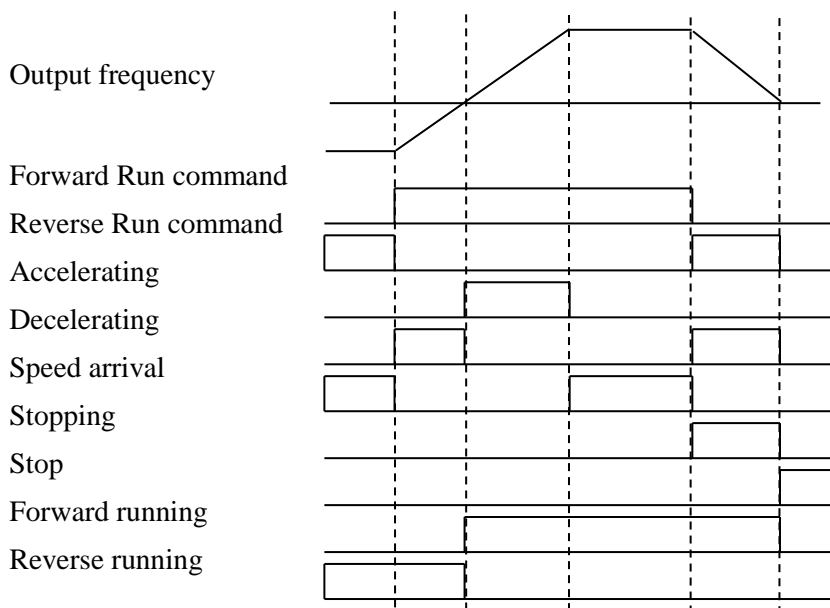 Output frequency
Forward Run command
Reverse Run command
Accelerating
Decelerating
Speed arrival
Stopping
Stop
Forward running
Reverse running